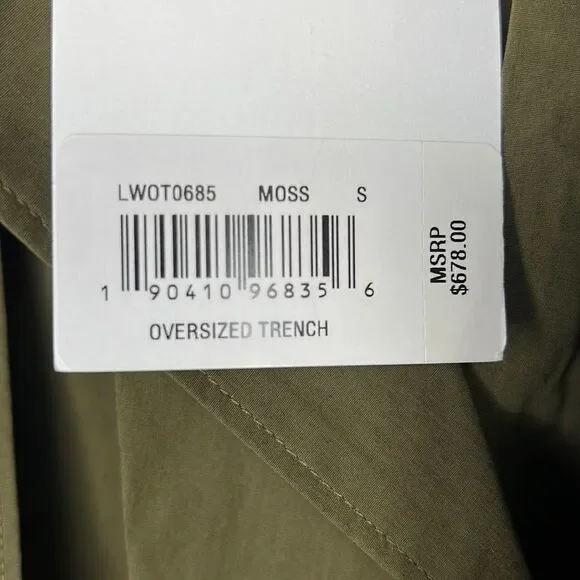 LWOT0685 MOSS S
1 90410 96835 6
OVERSIZED TRENCH
MSRP
$678.00